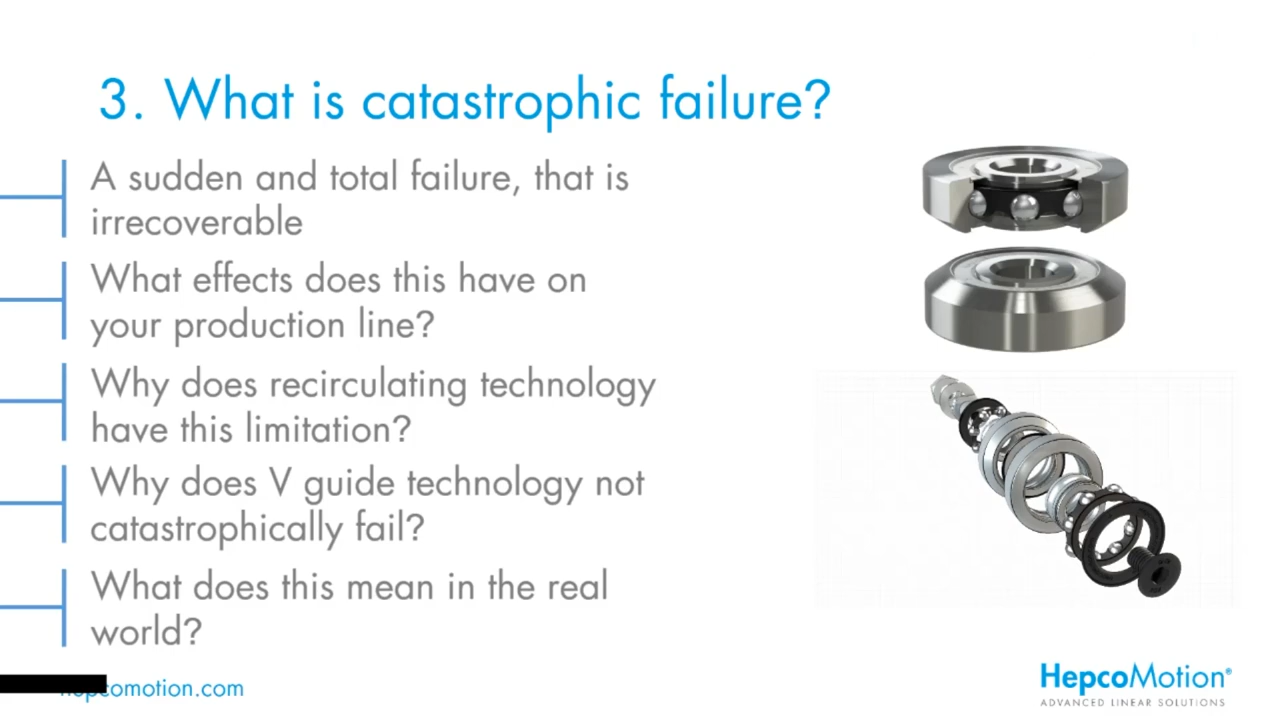 3. What is catastrophic failure?
A sudden and total failure, that is
irrecoverable
What effects does this have on
your production line?
Why does recirculating technology
have this limitation?
Why does V guide technology not
catastrophically fail?
What does this mean in the real
world?
hepcomotion.com
HepcoMotion®
ADVANCED LINEAR SOLUTIONS